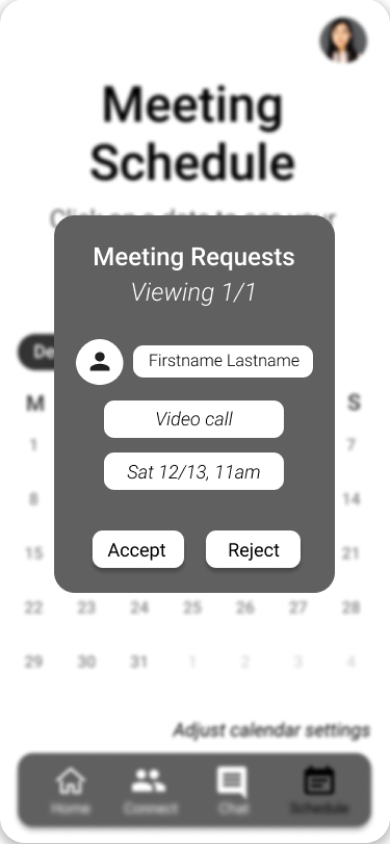 Meeting
Schedule
Click on a date to see your
Meeting Requests
Viewing 1/1
Firstname Lastname
De
M S
Video call
1 7
Sat 12/13, 11am
8 14
Accept Reject
15 21
22 23 24 25 26 27 28
29 30 31 1 2 3 4
Adjust calendar settings
Home Connect Chat Schedule